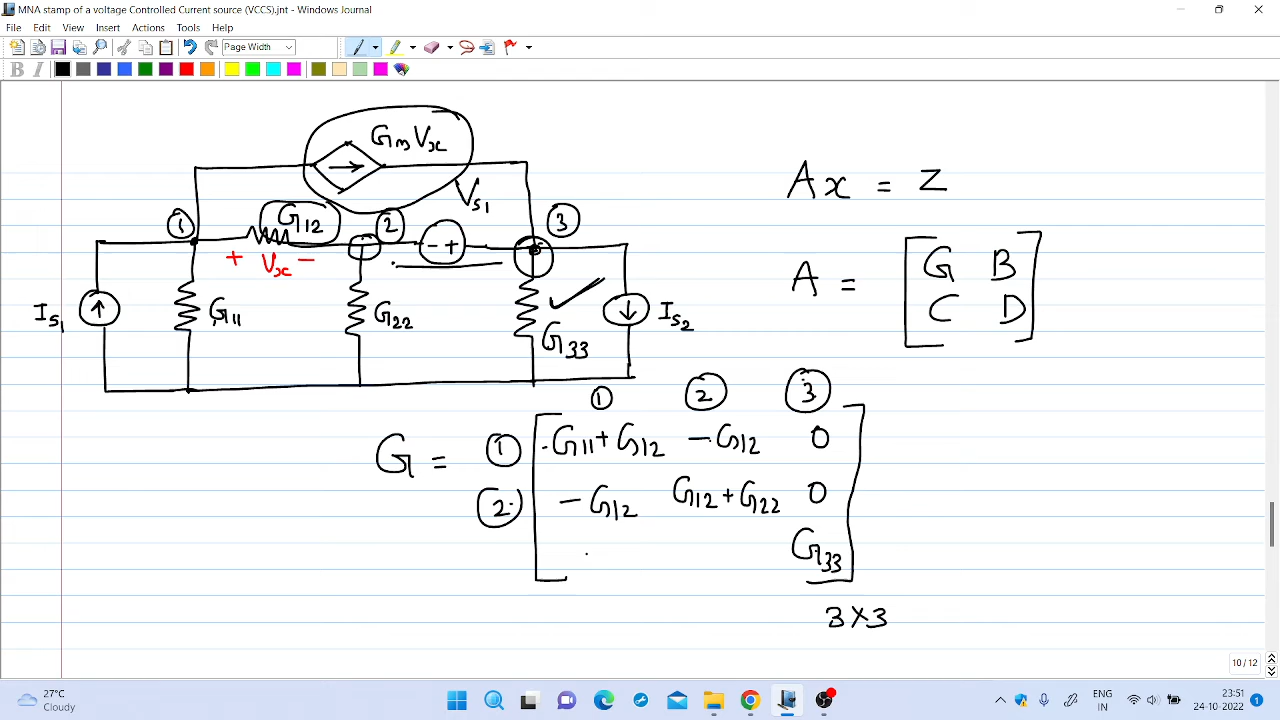 MNA stamp of a voltage Controlled Current source (VCCS).jnt - Windows Journal
File Edit View Insert Actions Tools Help
Page Width
B I
GmVx
Vs1
1 G12 2 - + 3
+ Vx -
Is1 G11 G22 G33 Is2
Ax = Z
A = [ G B
C D ]
1 2 3
G = 1 G11+G12 -G12 0
2 -G12 G12+G22 0
G33
3×3
10 / 12
27°C
Cloudy
ENG
IN
13:51
24-10-2022
1